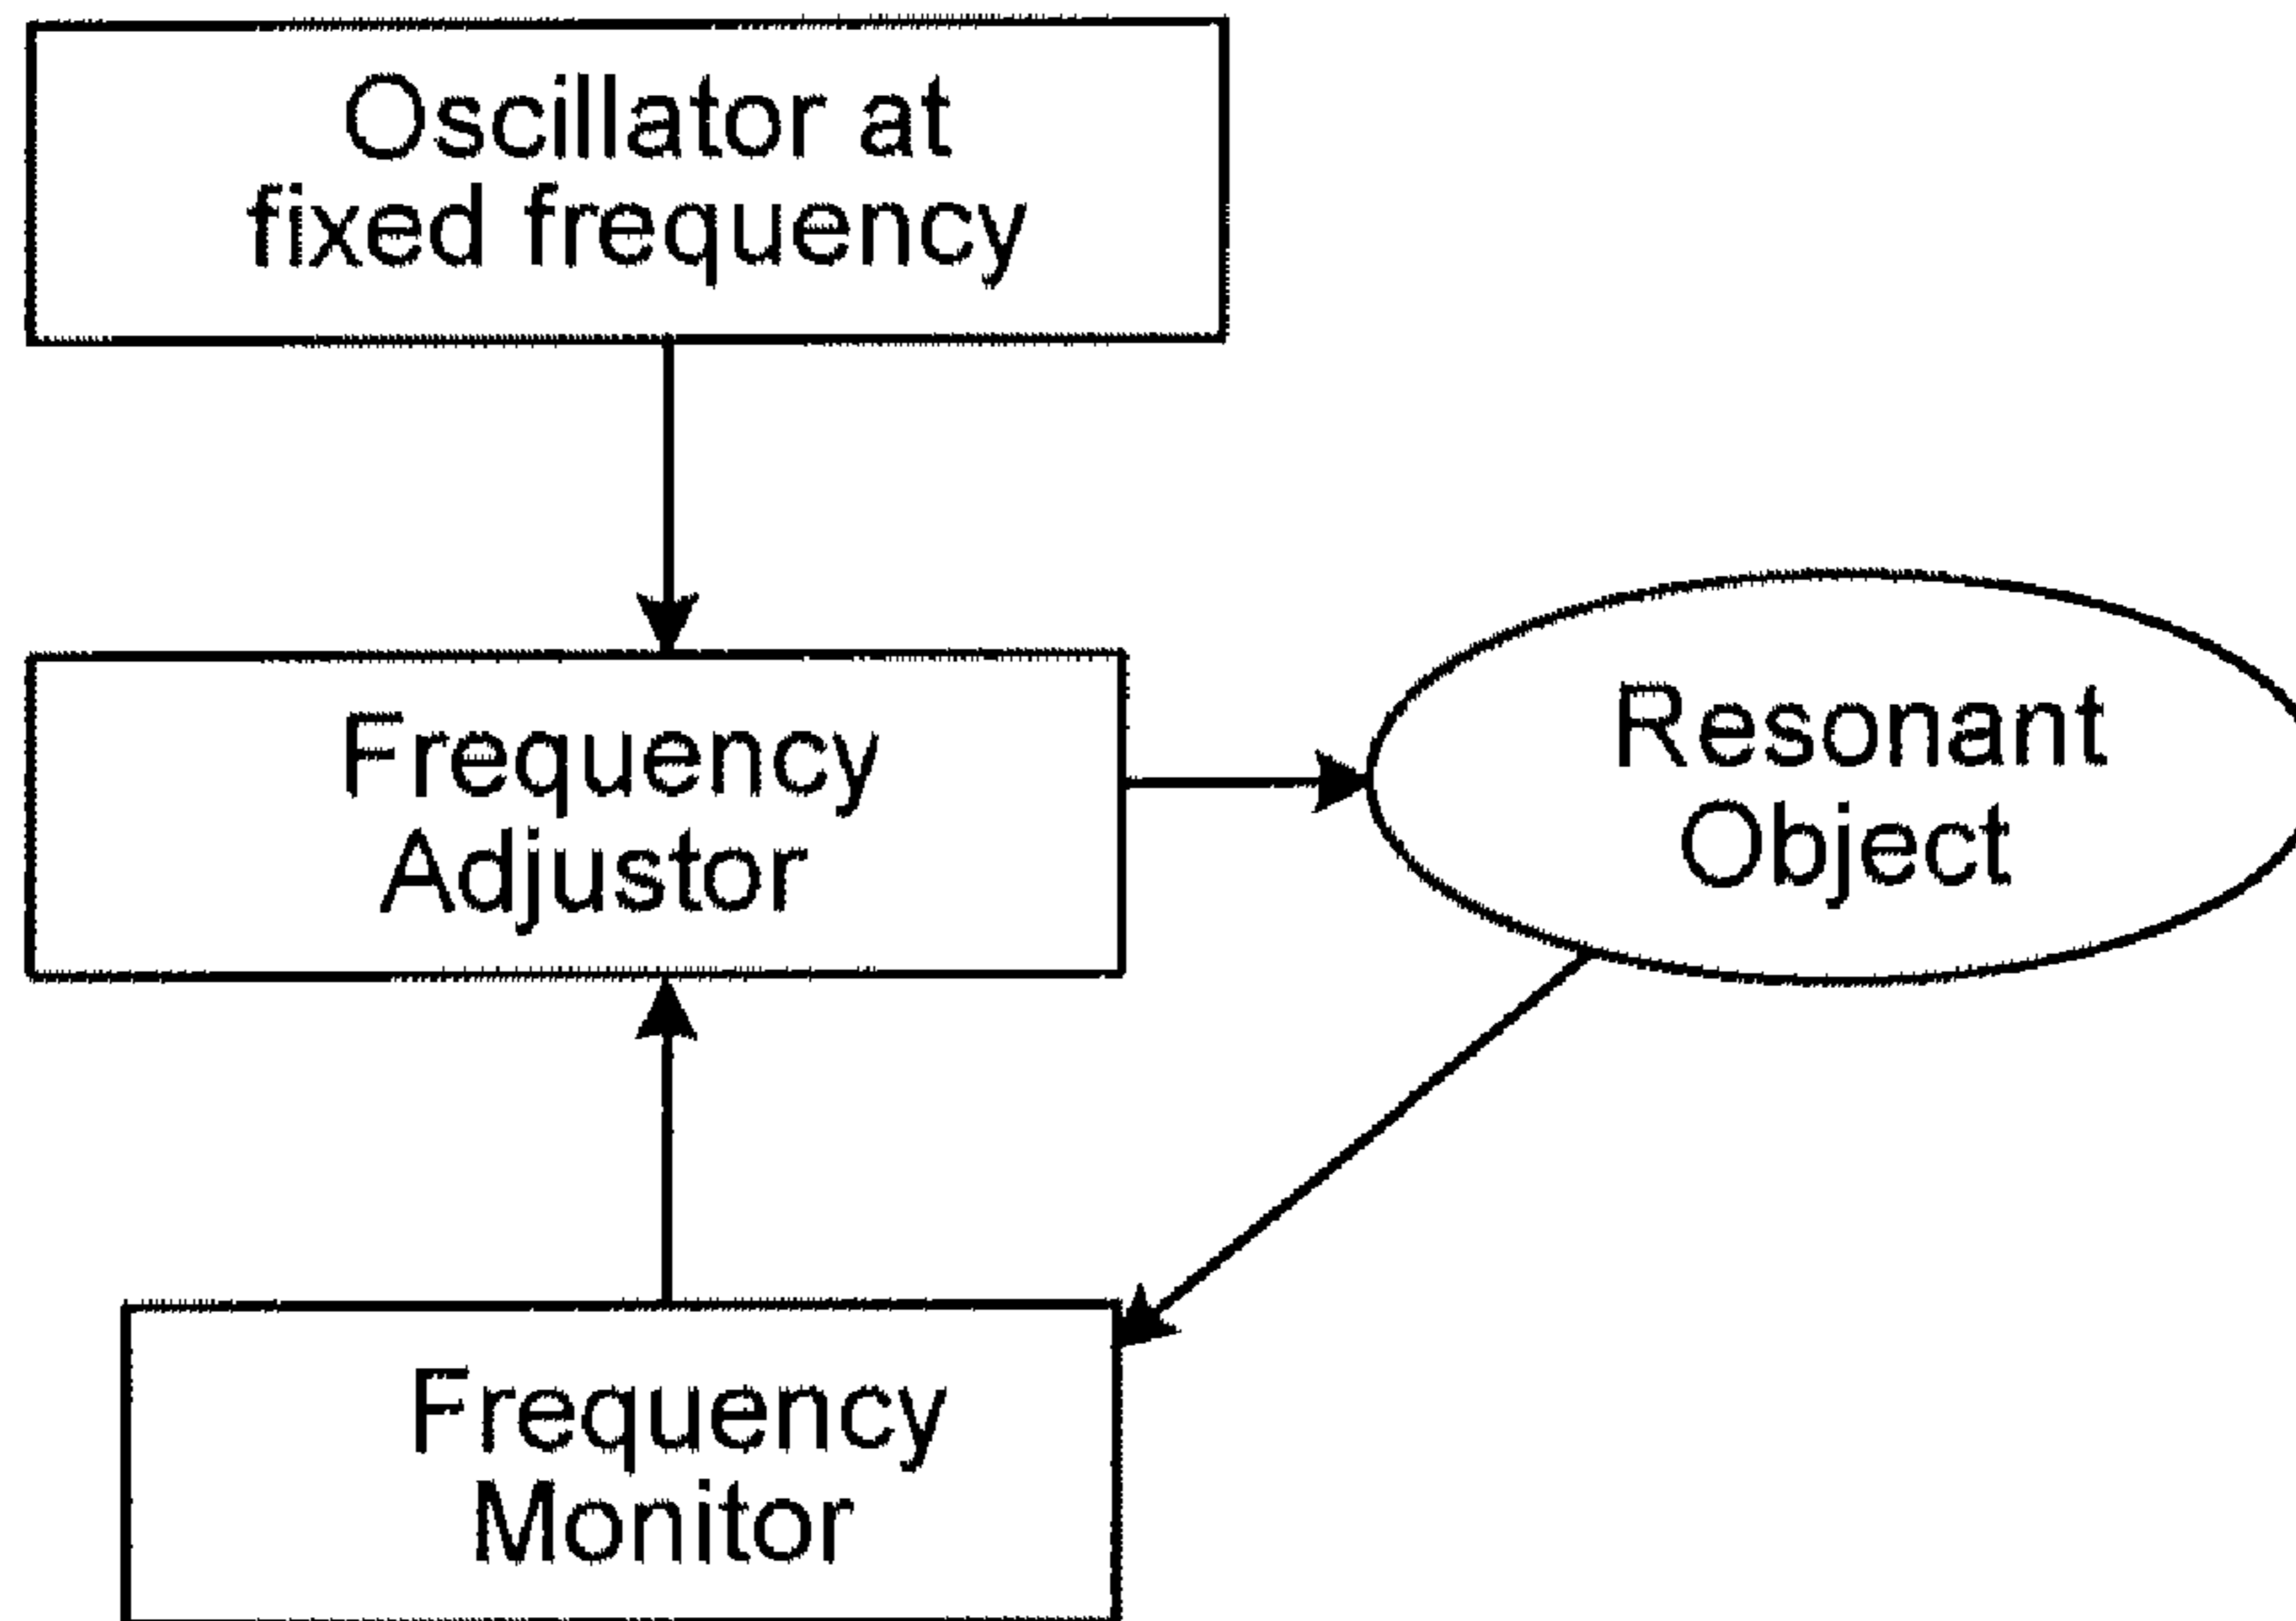 Oscillator at
fixed frequency
Frequency
Adjustor
Resonant
Object
Frequency
Monitor